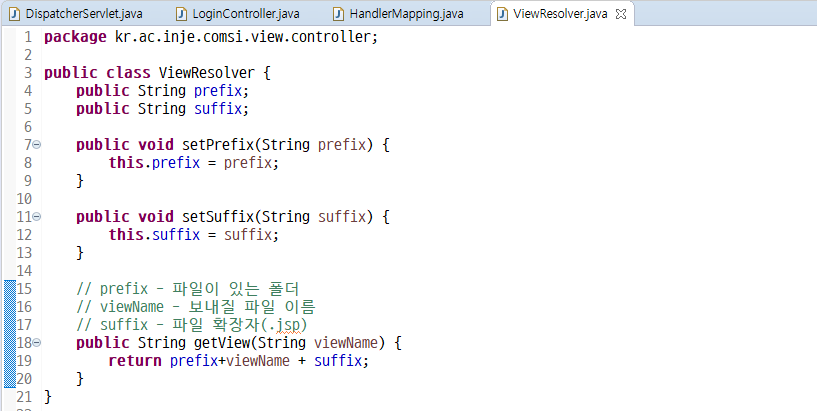 DispatcherServlet.java LoginController.java HandlerMapping.java ViewResolver.java
1 package kr.ac.inje.comsi.view.controller;
2
3 public class ViewResolver {
4 public String prefix;
5 public String suffix;
6
7 public void setPrefix(String prefix) {
8 this.prefix = prefix;
9 }
10
11 public void setSuffix(String suffix) {
12 this.suffix = suffix;
13 }
14
15 // prefix - 파일이 있는 폴더
16 // viewName - 보내질 파일 이름
17 // suffix - 파일 확장자(.jsp)
18 public String getView(String viewName) {
19 return prefix+viewName + suffix;
20 }
21 }